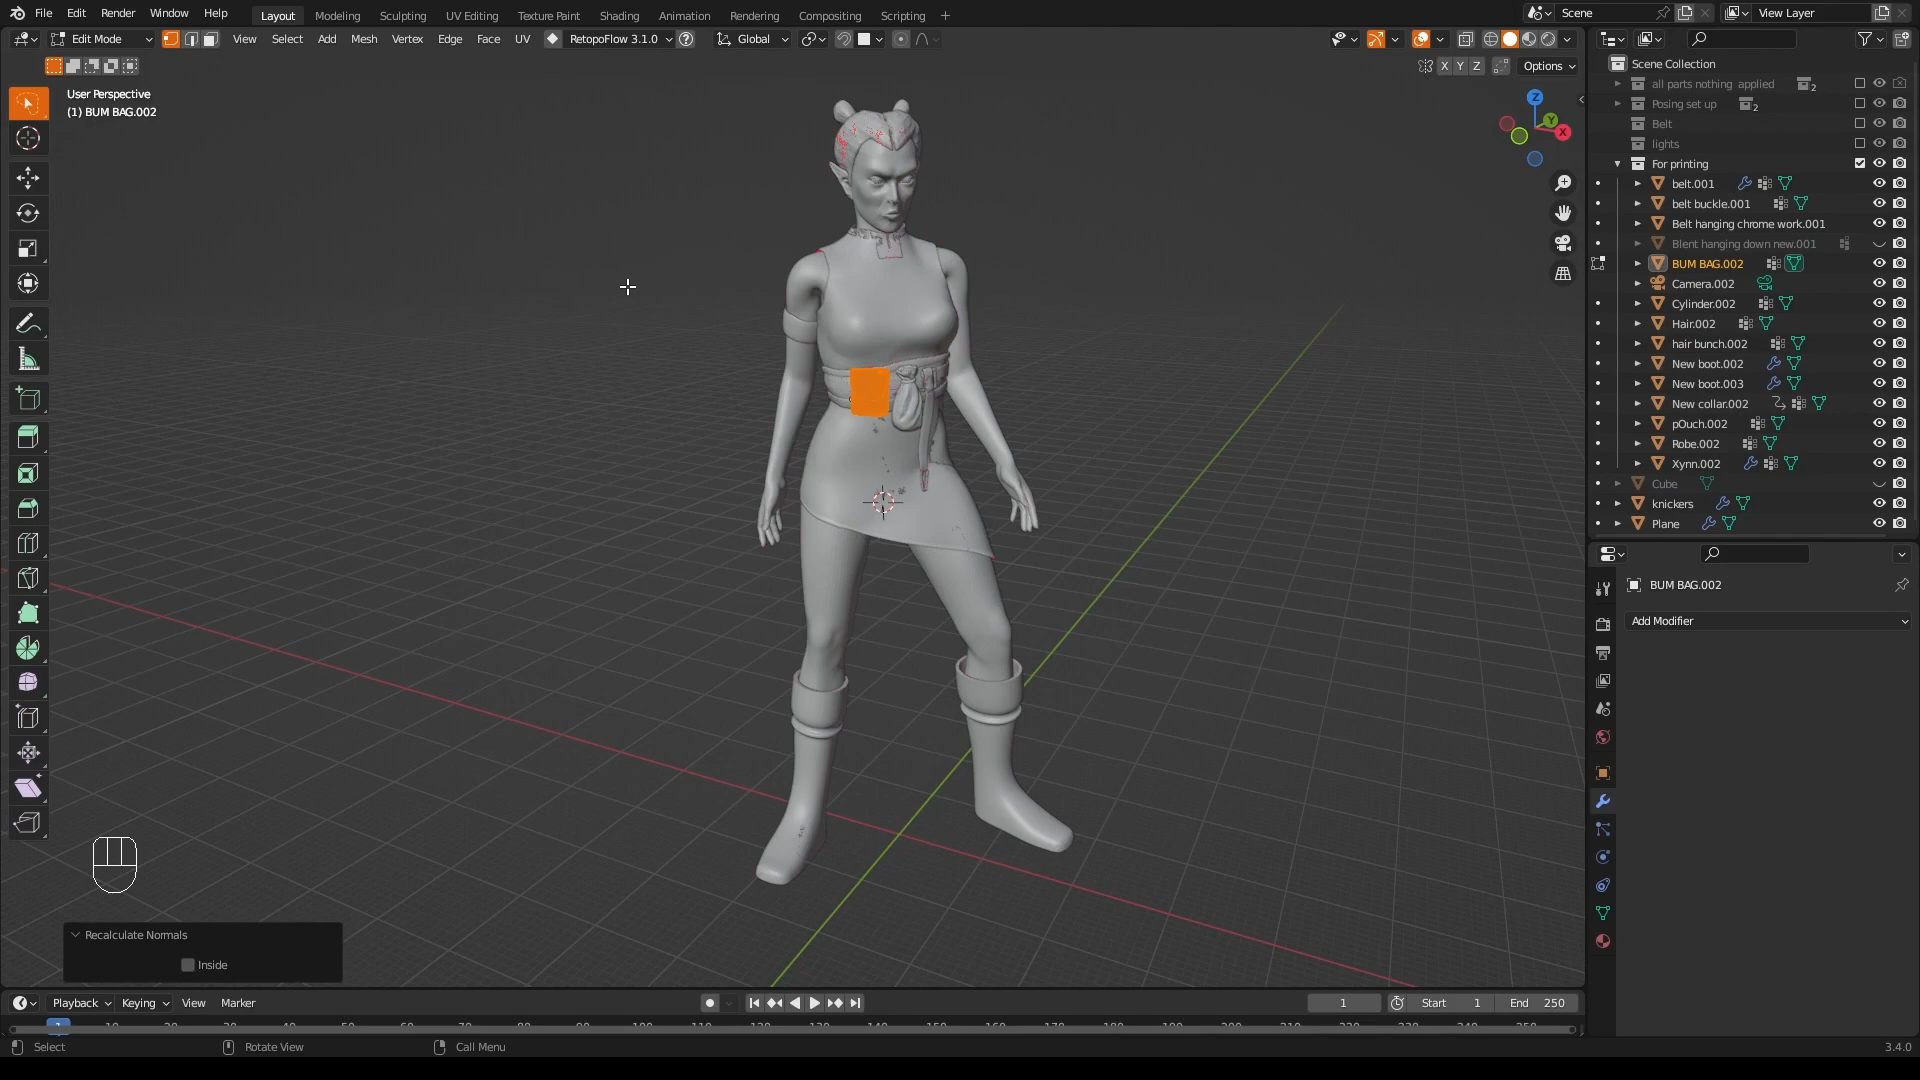 File Edit Render Window Help Layout Modeling Sculpting UV Editing Texture Paint Shading Animation Rendering Compositing Scripting + Scene View Layer
Edit Mode View Select Add Mesh Vertex Edge Face UV RetopoFlow 3.1.0 Global
X Y Z Options
User Perspective
(1) BUM BAG.002
Z
Y
X
Scene Collection
all parts nothing applied 2
Posing set up 2
Belt
lights
For printing
belt.001
belt buckle.001
Belt hanging chrome work.001
Blent hanging down new.001
BUM BAG.002
Camera.002
Cylinder.002
Hair.002
hair bunch.002
New boot.002
New boot.003
New collar.002
pOuch.002
Robe.002
Xynn.002
Cube
knickers
Plane
BUM BAG.002
Add Modifier
Recalculate Normals
Inside
Playback Keying View Marker 1 Start 1 End 250
Select Rotate View Call Menu 3.4.0